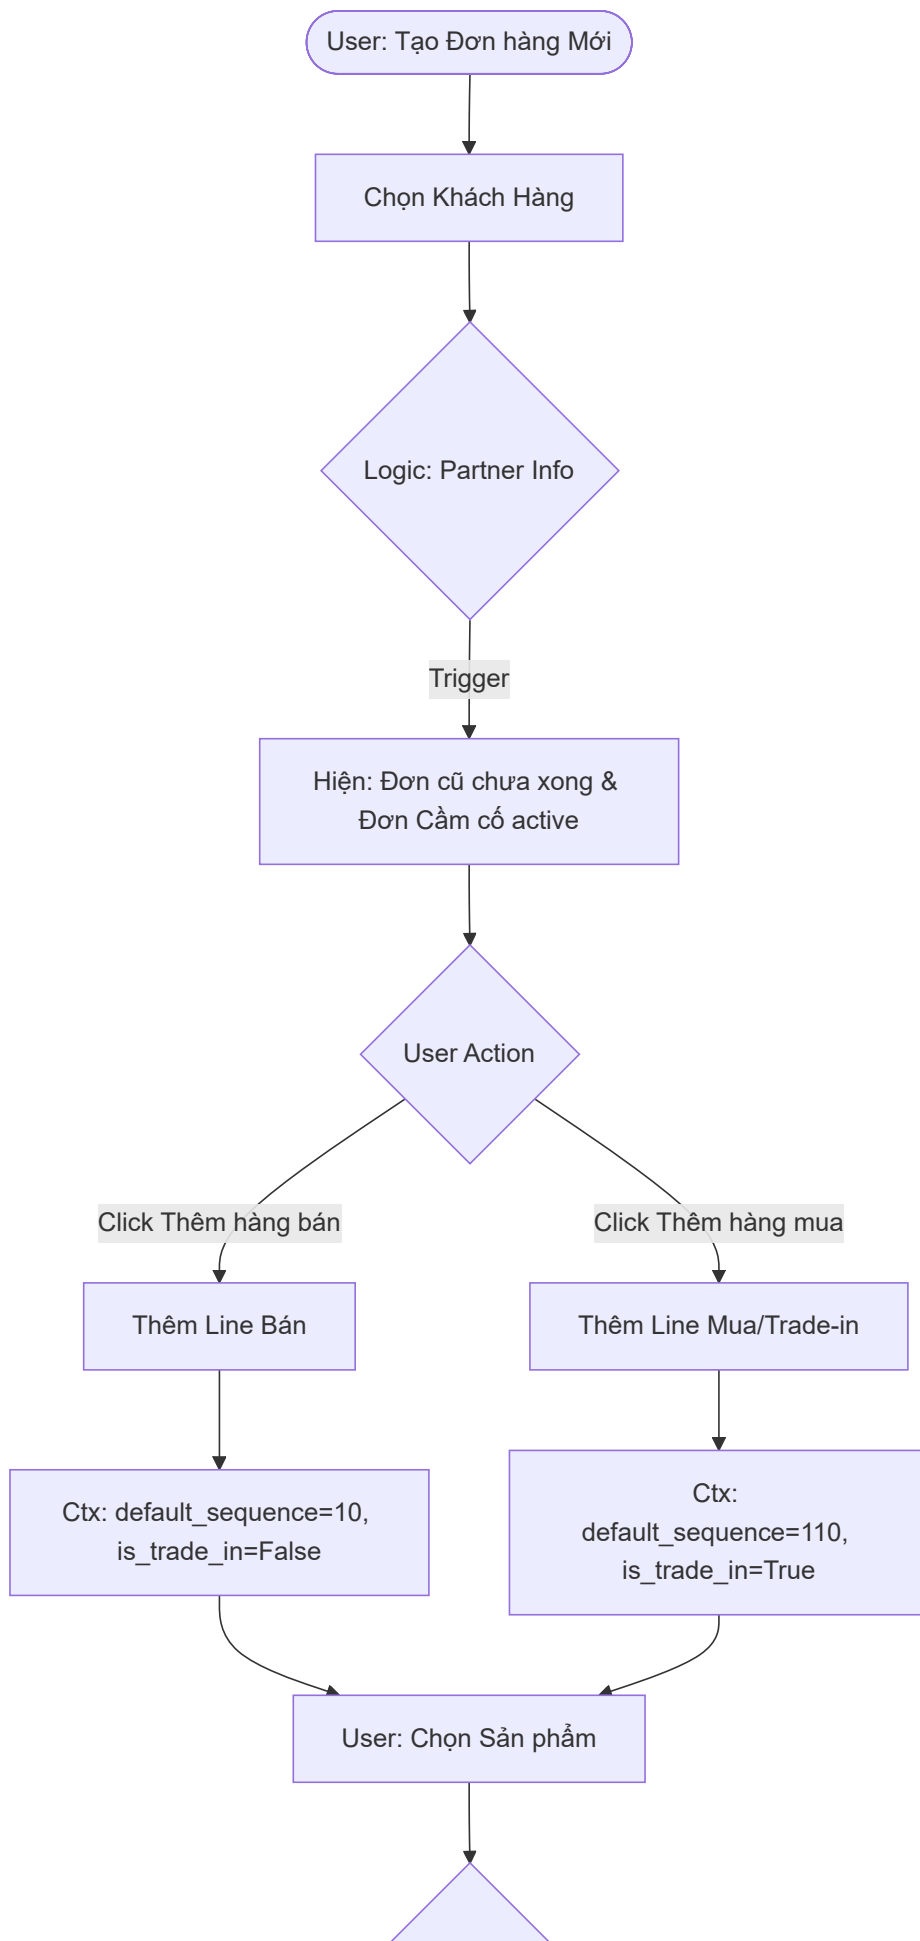 User: Tạo Đơn hàng Mới
Chọn Khách Hàng
Logic: Partner Info
Trigger
Hiện: Đơn cũ chưa xong &
Đơn Cầm cố active
User Action
Click Thêm hàng bán
Click Thêm hàng mua
Thêm Line Bán
Thêm Line Mua/Trade-in
Ctx: default_sequence=10,
is_trade_in=False
Ctx:
default_sequence=110,
is_trade_in=True
User: Chọn Sản phẩm